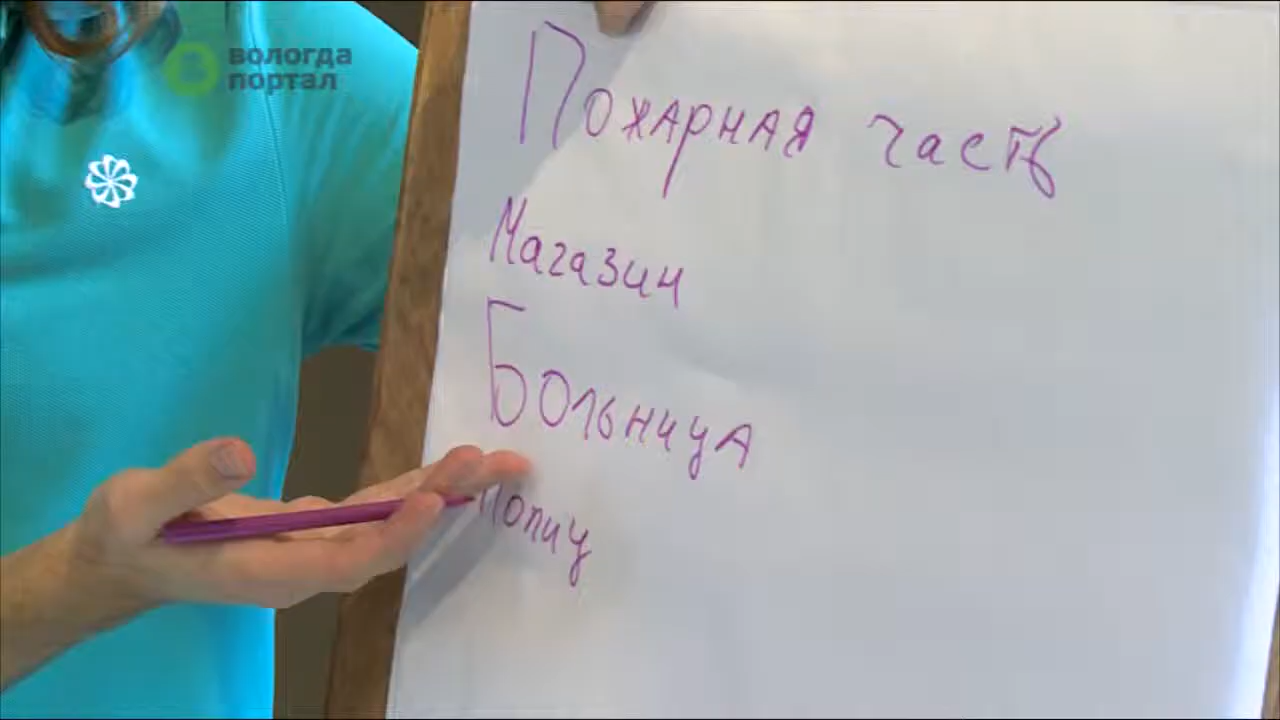 вологда
портал
Пожарная часть
Магазин
Больница